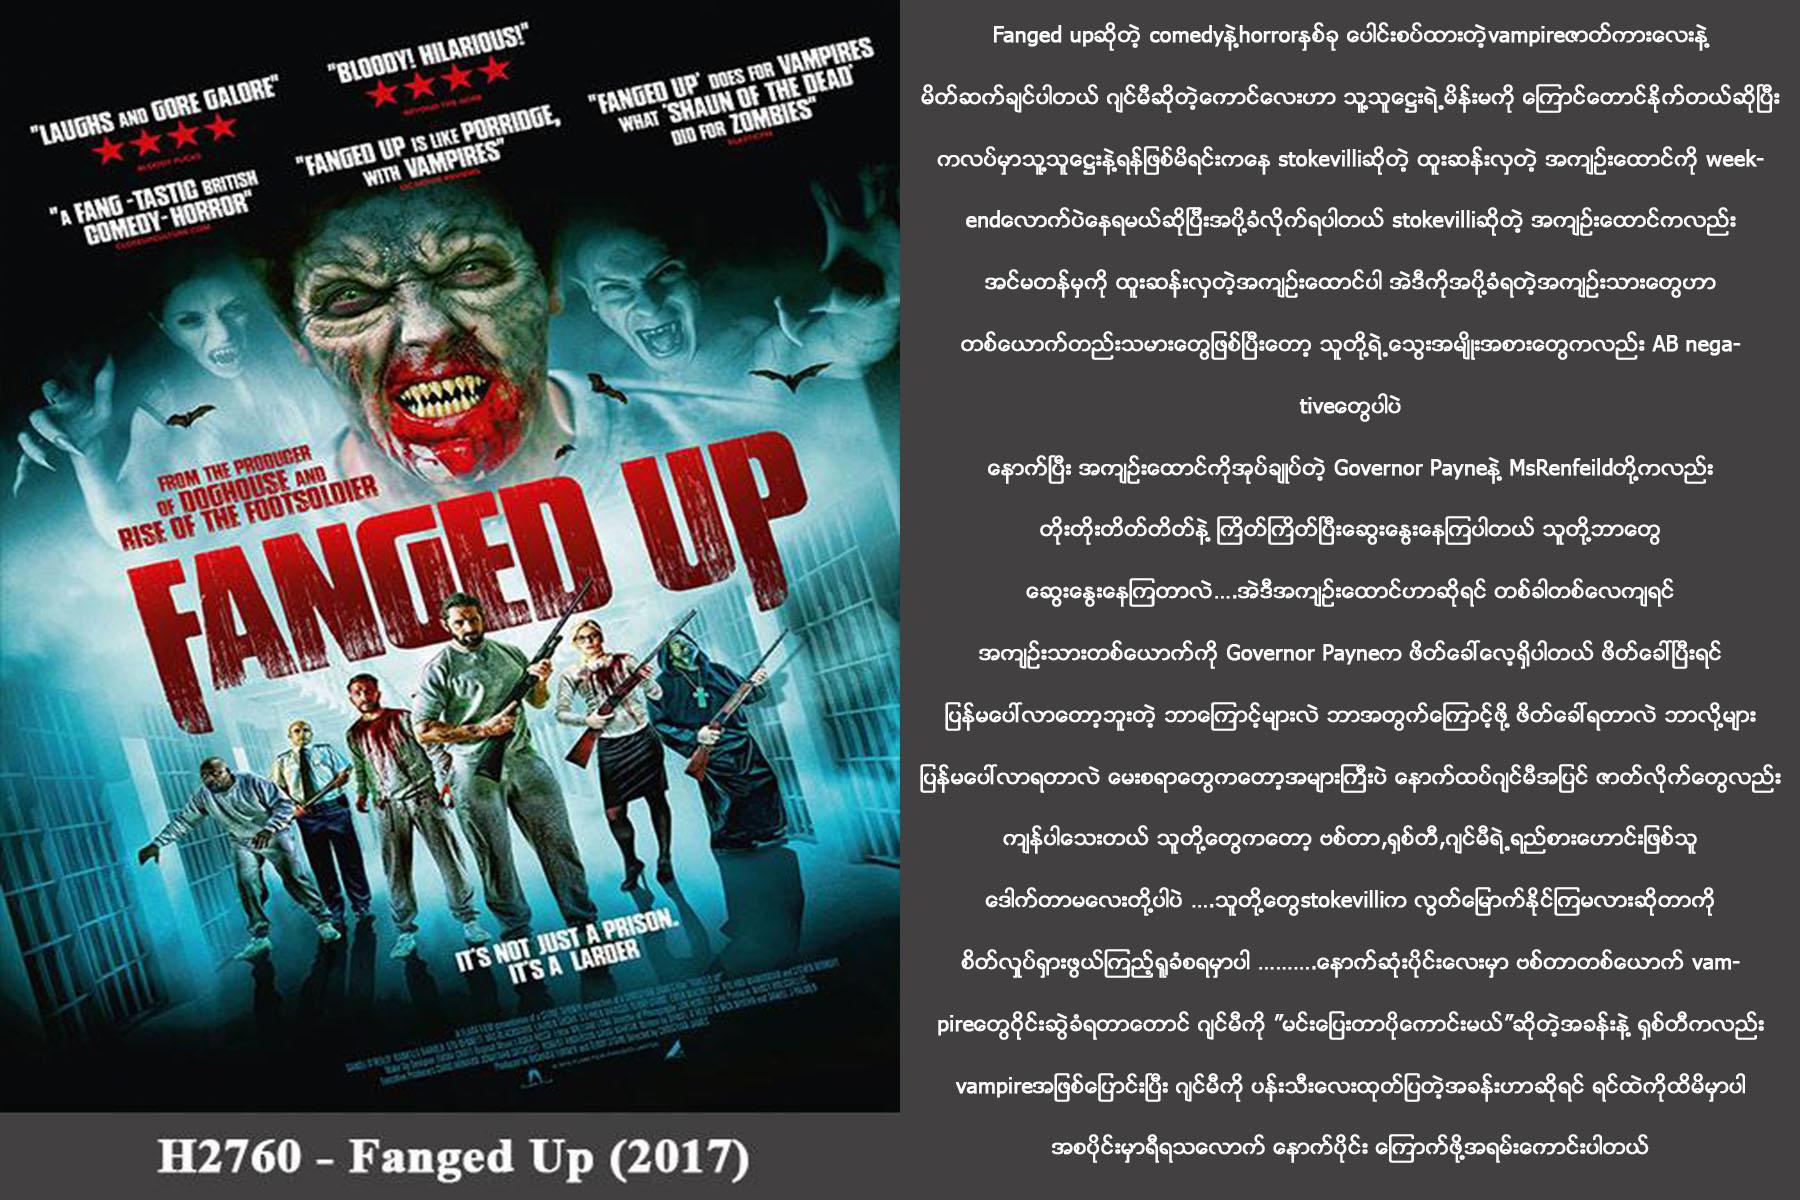 "LAUGHS AND GORE GALORE"
BLOODY FLICKS
"BLOODY! HILARIOUS!"
BEYOND THE GORE
"FANGED UP' DOES FOR VAMPIRES
WHAT 'SHAUN OF THE DEAD'
DID FOR ZOMBIES"
"A FANG -TASTIC BRITISH
COMEDY-HORROR"
"FANGED UP IS LIKE PORRIDGE,
WITH VAMPIRES"
UK MOVIE REVIEWS
FROM THE PRODUCER
OF DOGHOUSE AND
RISE OF THE FOOTSOLDIER
FANGED UP
IT'S NOT JUST A PRISON.
IT'S A LARDER
H2760 - Fanged Up (2017)
Fanged upဆိုတဲ့ comedyနဲ့horrorနှစ်ခု ပေါင်းစပ်ထားတဲ့vampireဇာတ်ကားလေးနဲ့
မိတ်ဆက်ချင်ပါတယ် ဂျင်မီဆိုတဲ့ကောင်လေးဟာ သူ့သူဌေးရဲ့မိန်းမကို ကြောင်တောင်နိုက်တယ်ဆိုပြီး
ကလပ်မှာသူ့သူဌေးနဲ့ရန်ဖြစ်မိရင်းကနေ stokevilliဆိုတဲ့ ထူးဆန်းလှတဲ့ အကျဉ်းထောင်ကို week-
endလောက်ပဲနေရမယ်ဆိုပြီးအပို့ခံလိုက်ရပါတယ် stokevilliဆိုတဲ့ အကျဉ်းထောင်ကလည်း
အင်မတန်မှကို ထူးဆန်းလှတဲ့အကျဉ်းထောင်ပါ အဲဒီကိုအပို့ခံရတဲ့အကျဉ်းသားတွေဟာ
တစ်ယောက်တည်းသမားတွေဖြစ်ပြီးတော့ သူတို့ရဲ့သွေးအမျိုးအစားတွေကလည်း AB nega-
tiveတွေပါပဲ
နောက်ပြီး အကျဉ်းထောင်ကိုအုပ်ချုပ်တဲ့ Governor Payneနဲ့ MsRenfeildတို့ကလည်း
တိုးတိုးတိတ်တိတ်နဲ့ ကြိတ်ကြိတ်ပြီးဆွေးနွေးနေကြပါတယ် သူတို့ဘာတွေ
ဆွေးနွေးနေကြတာလဲ....အဲဒီအကျဉ်းထောင်ဟာဆိုရင် တစ်ခါတစ်လေကျရင်
အကျဉ်းသားတစ်ယောက်ကို Governor Payneက ဖိတ်ခေါ်လေ့ရှိပါတယ် ဖိတ်ခေါ်ပြီးရင်
ပြန်မပေါ်လာတော့ဘူးတဲ့ ဘာကြောင့်များလဲ ဘာအတွက်ကြောင့်ဖို့ ဖိတ်ခေါ်ရတာလဲ ဘာလို့များ
ပြန်မပေါ်လာရတာလဲ မေးစရာတွေကတော့အများကြီးပဲ နောက်ထပ်ဂျင်မီအပြင် ဇာတ်လိုက်တွေလည်း
ကျန်ပါသေးတယ် သူတို့တွေကတော့ ဗစ်တာ,ရှစ်တီ,ဂျင်မီရဲ့ရည်စားဟောင်းဖြစ်သူ
ဒေါက်တာမလေးတို့ပါပဲ ....သူတို့တွေstokevilliက လွတ်မြောက်နိုင်ကြမလားဆိုတာကို
စိတ်လှုပ်ရှားဖွယ်ကြည့်ရှုခံစရမှာပါ ..........နောက်ဆုံးပိုင်းလေးမှာ ဗစ်တာတစ်ယောက် vam-
pireတွေဝိုင်းဆွဲခံရတာတောင် ဂျင်မီကို "မင်းပြေးတာပိုကောင်းမယ်"ဆိုတဲ့အခန်းနဲ့ ရှစ်တီကလည်း
vampireအဖြစ်ပြောင်းပြီး ဂျင်မီကို ပန်းသီးလေးထုတ်ပြတဲ့အခန်းဟာဆိုရင် ရင်ထဲကိုထိမိမှာပါ
အစပိုင်းမှာရီရသလောက် နောက်ပိုင်း ကြောက်ဖို့အရမ်းကောင်းပါတယ်